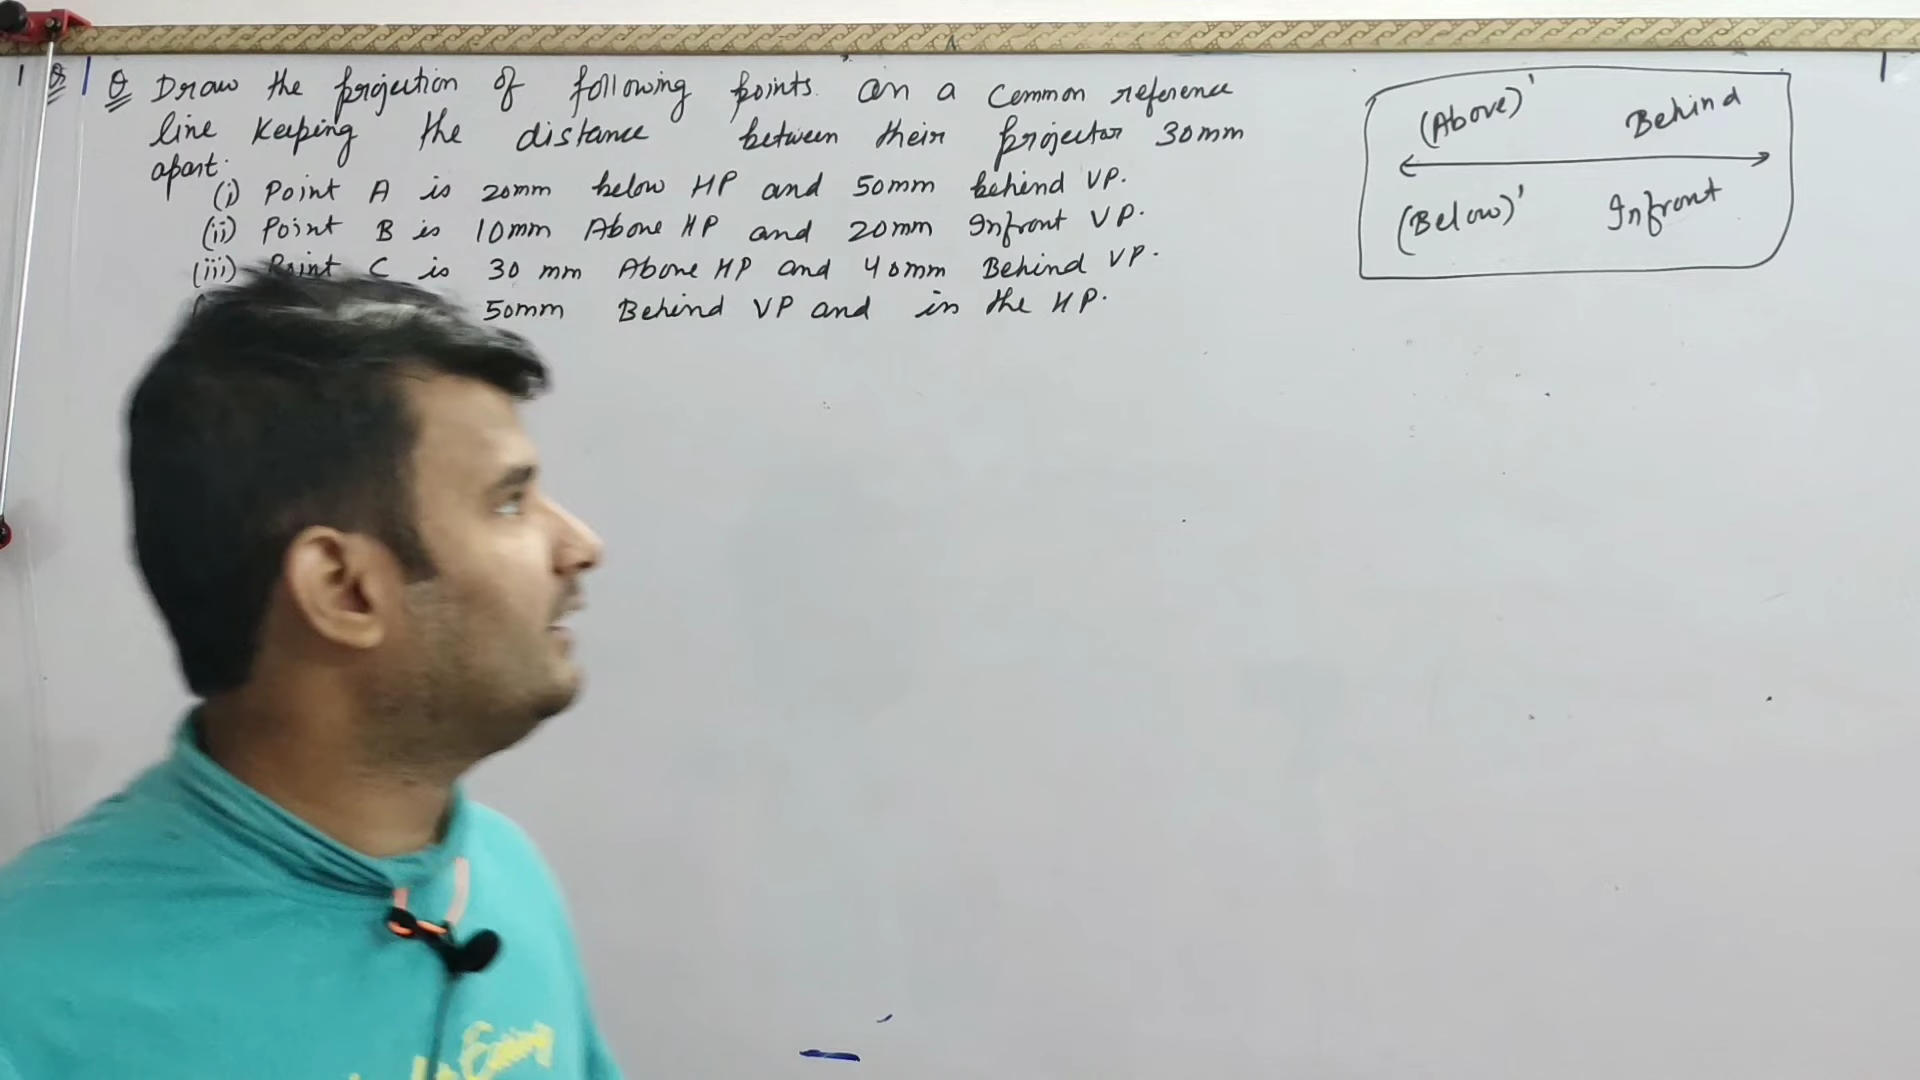 Q Draw the projection of following points on a common reference
line keeping the distance between their projector 30mm
apart.
(i) Point A is 20mm below HP and 50mm behind VP.
(ii) Point B is 10mm Above HP and 20mm Infront VP.
(iii) Point C is 30 mm Above HP and 40mm Behind VP.
50mm Behind VP and in the HP.
(Above)' Behind
(Below)' Infront